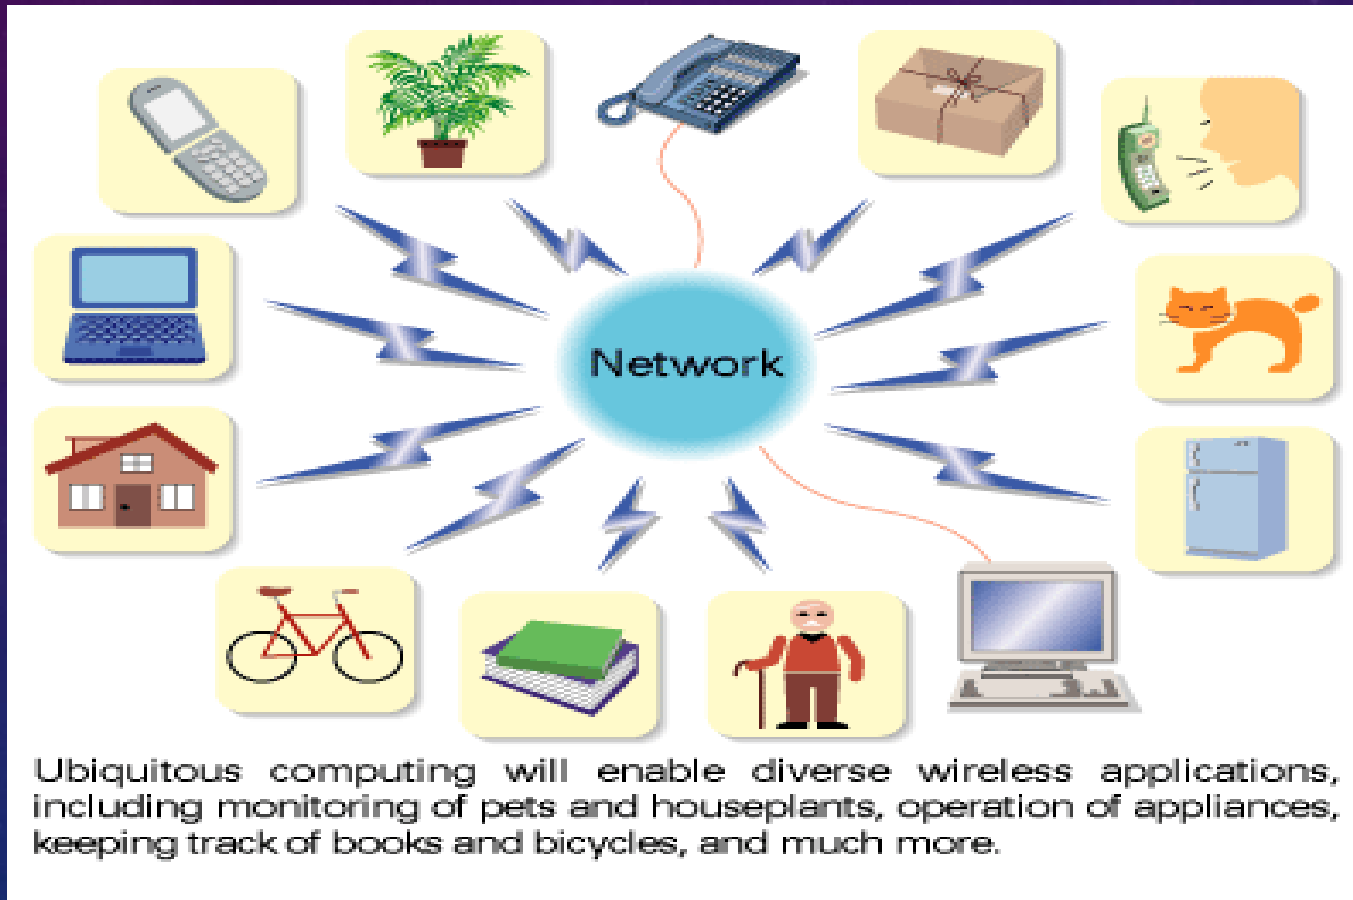 Network
Ubiquitous computing will enable diverse wireless applications,
including monitoring of pets and houseplants, operation of appliances,
keeping track of books and bicycles, and much more.